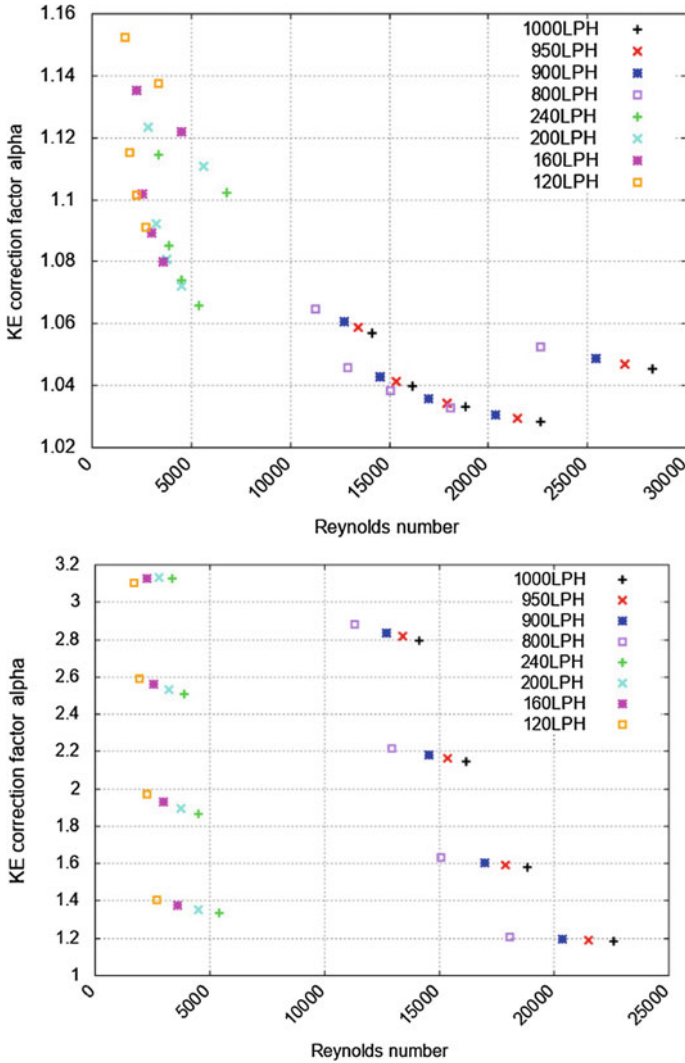 1.16
1.14
1.12
1.1
1.08
1.06
1.04
1.02
KE correction factor alpha
1000LPH
950LPH
900LPH
800LPH
240LPH
200LPH
160LPH
120LPH
0
5000
10000
15000
20000
25000
30000
Reynolds number
3.2
3
2.8
2.6
2.4
2.2
2
1.8
1.6
1.4
1.2
1
KE correction factor alpha
1000LPH
950LPH
900LPH
800LPH
240LPH
200LPH
160LPH
120LPH
0
5000
10000
15000
20000
25000
Reynolds number